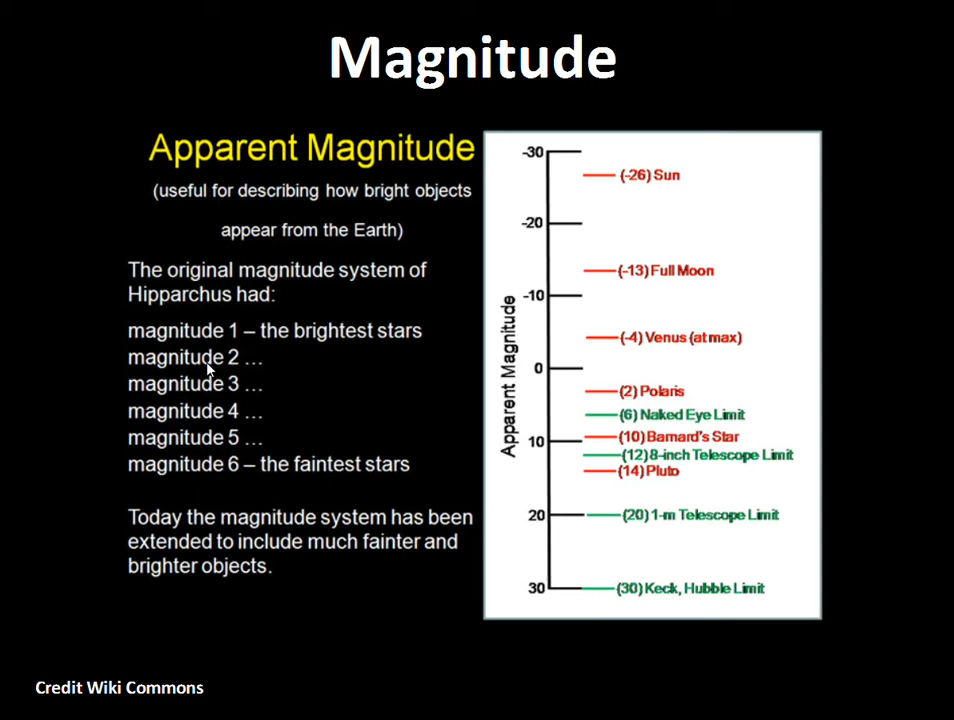 Magnitude
Apparent Magnitude
(useful for describing how bright objects
appear from the Earth)
The original magnitude system of
Hipparchus had:
magnitude 1 – the brightest stars
magnitude 2 ...
magnitude 3 ...
magnitude 4 ...
magnitude 5 ...
magnitude 6 – the faintest stars
Today the magnitude system has been
extended to include much fainter and
brighter objects.
Apparent Magnitude
-30
(-26) Sun
-20
(-13) Full Moon
-10
(-4) Venus (at max)
0
(2) Polaris
(6) Naked Eye Limit
(10) Barnard's Star
10
(12) 8-inch Telescope Limit
(14) Pluto
20
(20) 1-m Telescope Limit
30
(30) Keck, Hubble Limit
Credit Wiki Commons